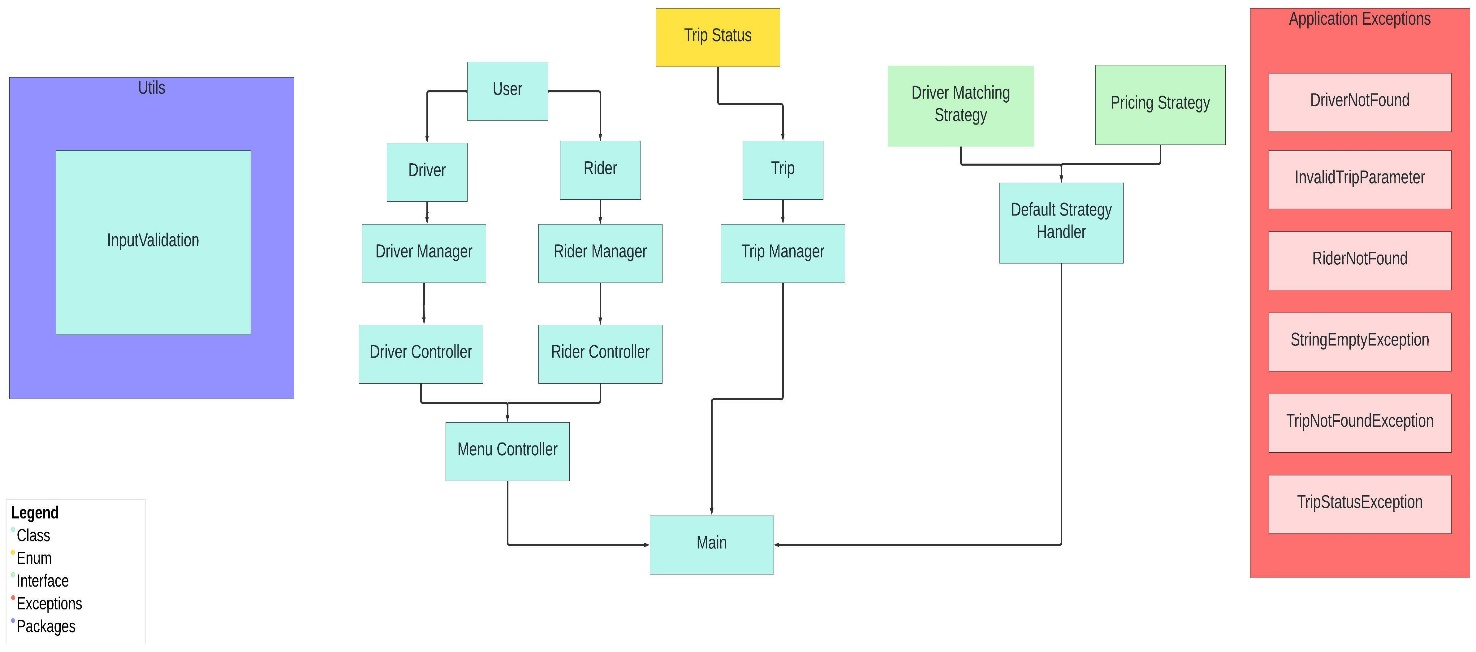 Utils
InputValidation
User
Driver
Rider
Driver Manager
Rider Manager
Driver Controller
Rider Controller
Menu Controller
Trip Status
Trip
Trip Manager
Main
Driver Matching
Strategy
Pricing Strategy
Default Strategy
Handler
Application Exceptions
DriverNotFound
InvalidTripParameter
RiderNotFound
StringEmptyException
TripNotFoundException
TripStatusException
Legend
Class
Enum
Interface
Exceptions
Packages